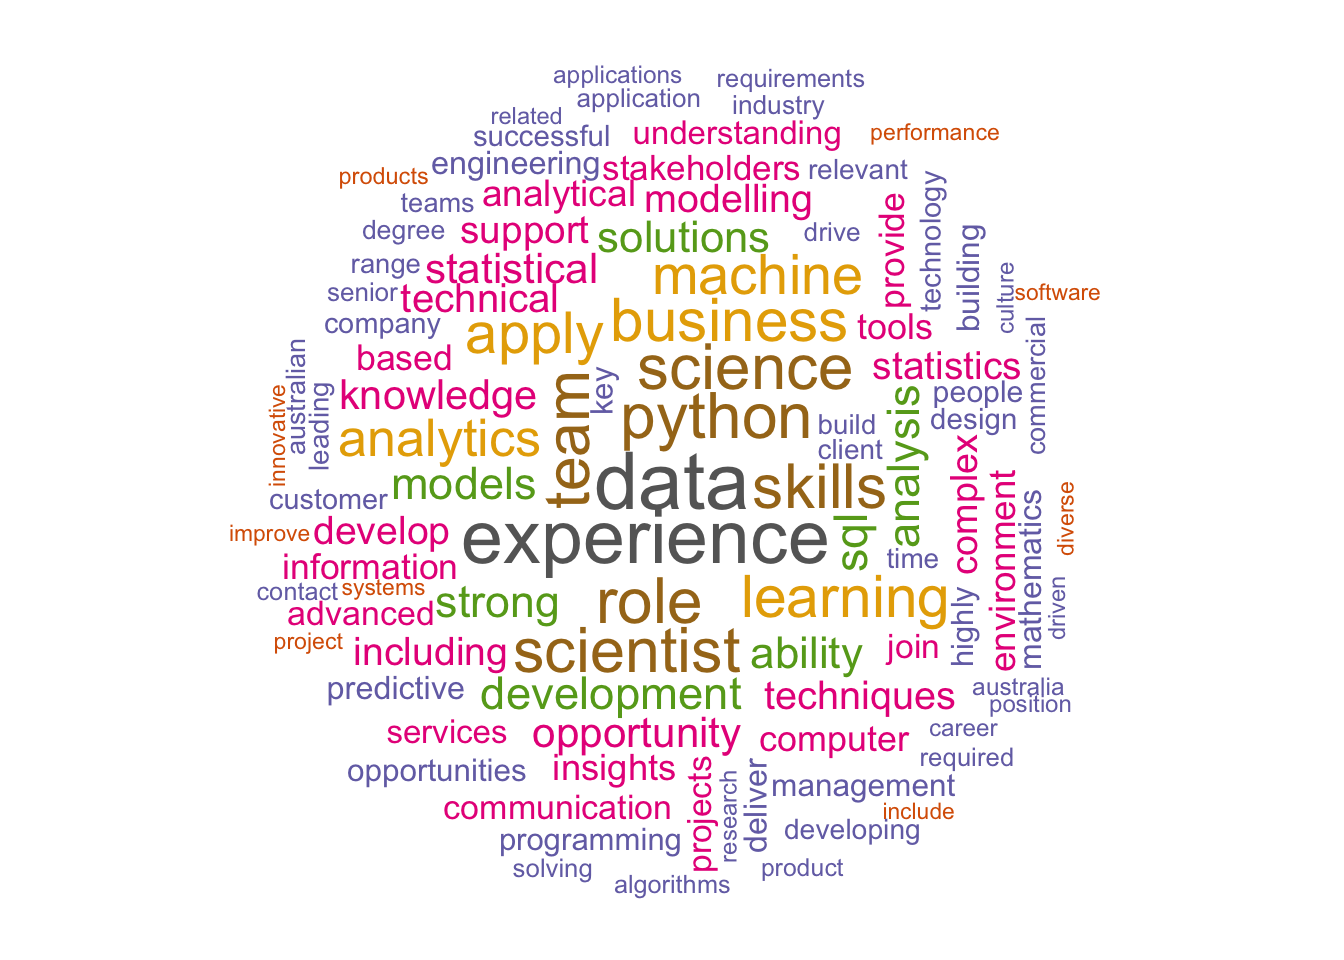 applications
requirements
application
industry
related
successful
understanding
performance
engineering
stakeholders
relevant
products
analytical
modelling
teams
technology
provide
degree
support
solutions
drive
building
range
statistical
machine
culture
senior
technical
software
company
apply
business
tools
commercial
australian
based
science
statistics
key
innovative
leading
knowledge
team
python
people
analysis
design
analytics
build
client
models
data
skills
customer
complex
environment
mathematics
diverse
improve
develop
experience
sql
time
information
contact
systems
advanced
strong
role
learning
highly
driven
project
including
scientist
ability
join
predictive
development
techniques
australia
position
services
opportunity
computer
career
required
opportunities
insights
projects
research
deliver
management
communication
include
programming
developing
solving
product
algorithms